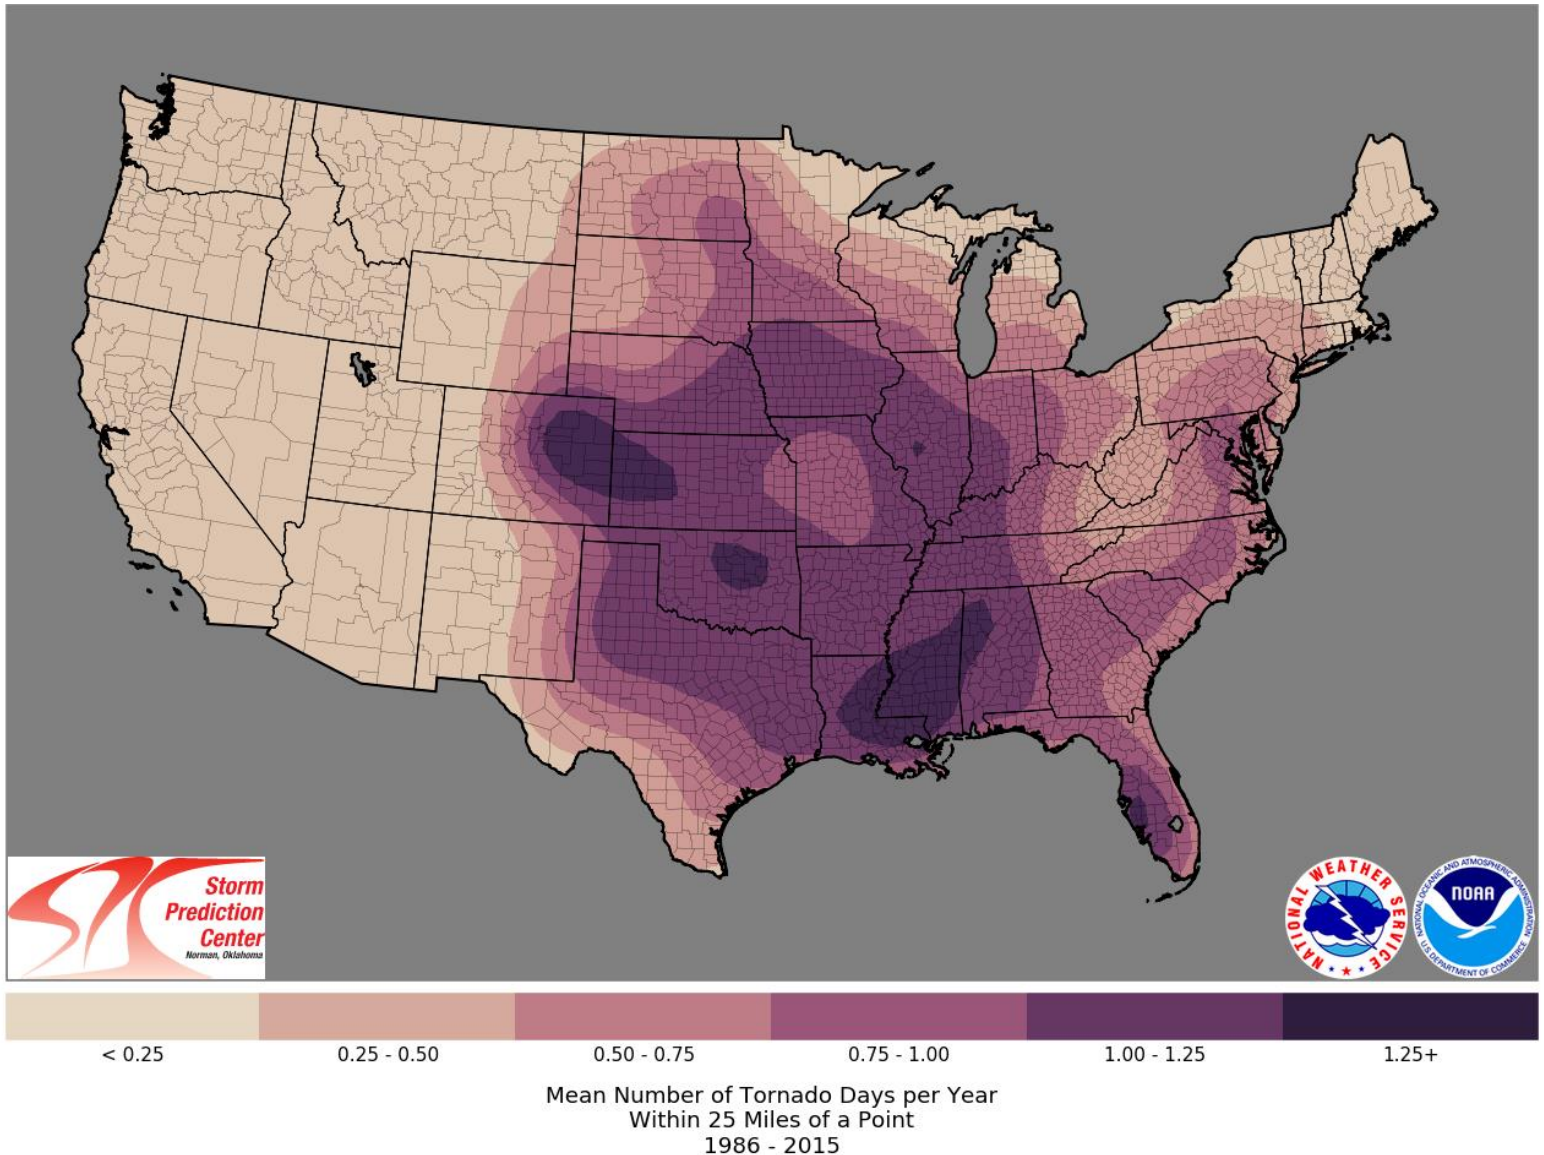 Storm
Prediction
Center
Norman, Oklahoma
NATIONAL WEATHER SERVICE
NATIONAL OCEANIC AND ATMOSPHERIC ADMINISTRATION
NOAA
U.S. DEPARTMENT OF COMMERCE
< 0.25
0.25 - 0.50
0.50 - 0.75
0.75 - 1.00
1.00 - 1.25
1.25+
Mean Number of Tornado Days per Year
Within 25 Miles of a Point
1986 - 2015